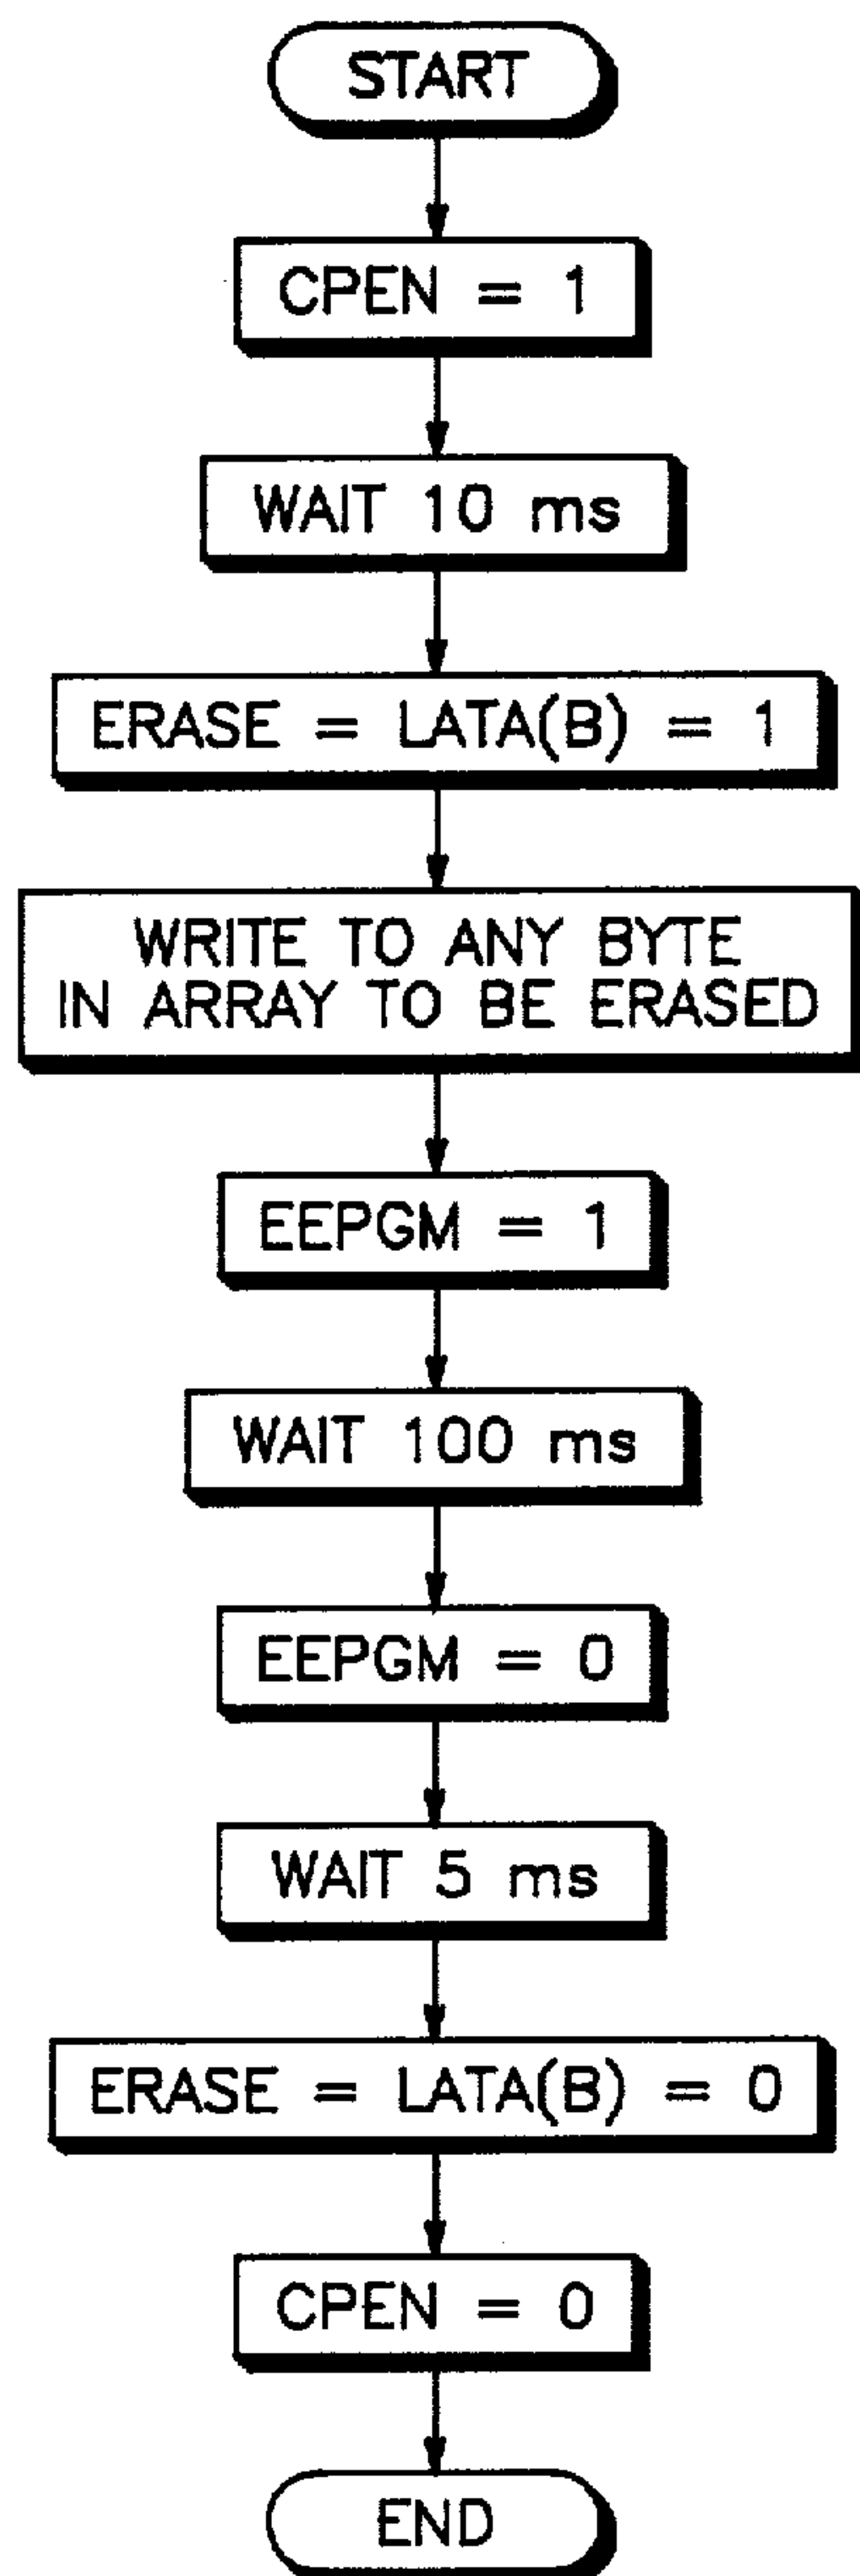 START
CPEN = 1
WAIT 10 ms
ERASE = LATA(B) = 1
WRITE TO ANY BYTE
IN ARRAY TO BE ERASED
EEPGM = 1
WAIT 100 ms
EEPGM = 0
WAIT 5 ms
ERASE = LATA(B) = 0
CPEN = 0
END